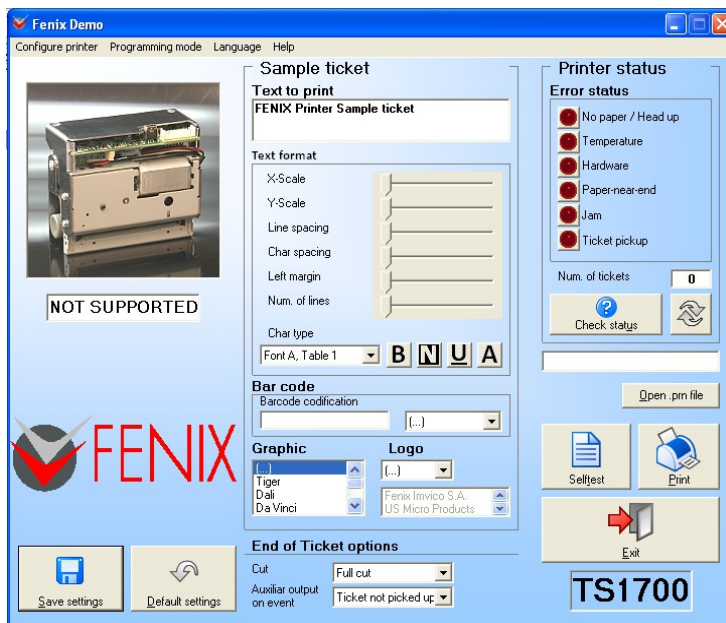 Fenix Demo
Configure printer Programming mode Language Help
NOT SUPPORTED
FENIX
Save settings
Default settings
Sample ticket
Text to print
FENIX Printer Sample ticket
Text format
X-Scale
Y-Scale
Line spacing
Char spacing
Left margin
Num. of lines
Char type
Font A, Table 1
B N U A
Bar code
Barcode codification
(...)
Graphic
(...)
Tiger
Dali
Da Vinci
Logo
(...)
Fenix Imvico S.A.
US Micro Products
End of Ticket options
Cut Full cut
Auxiliar output
on event
Ticket not picked up
Printer status
Error status
No paper / Head up
Temperature
Hardware
Paper-near-end
Jam
Ticket pickup
Num. of tickets 0
Check status
Open .prn file
Selftest
Print
Exit
TS1700